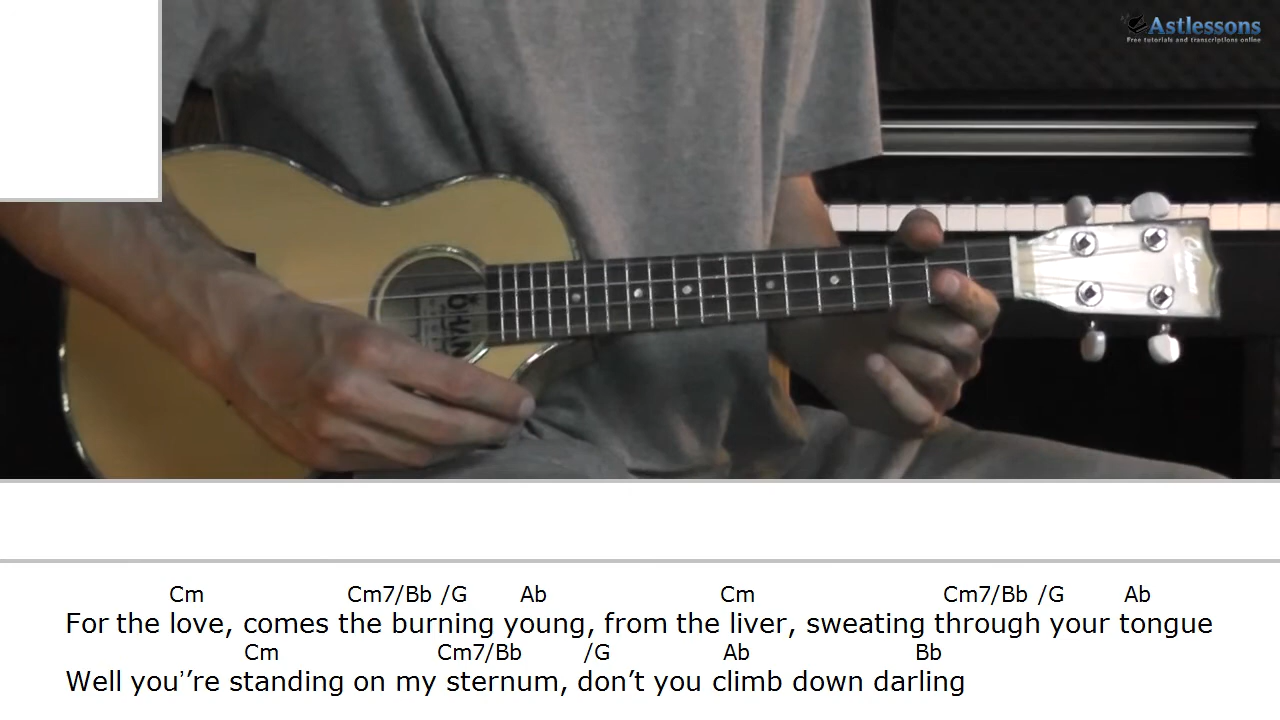 Astlessons
Free tutorials and transcriptions online
Cm Cm7/Bb /G Ab Cm Cm7/Bb /G Ab
For the love, comes the burning young, from the liver, sweating through your tongue
Cm Cm7/Bb /G Ab Bb
Well you’’re standing on my sternum, don’t you climb down darling